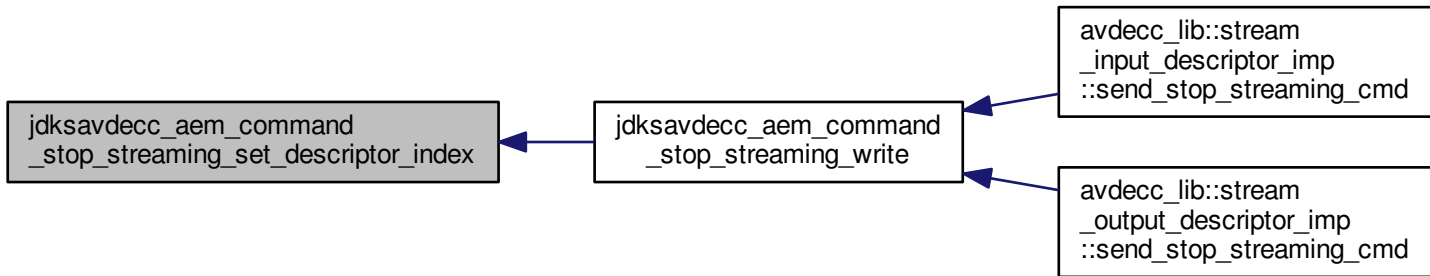 jdksavdecc_aem_command
_stop_streaming_set_descriptor_index
jdksavdecc_aem_command
_stop_streaming_write
avdecc_lib::stream
_input_descriptor_imp
::send_stop_streaming_cmd
avdecc_lib::stream
_output_descriptor_imp
::send_stop_streaming_cmd